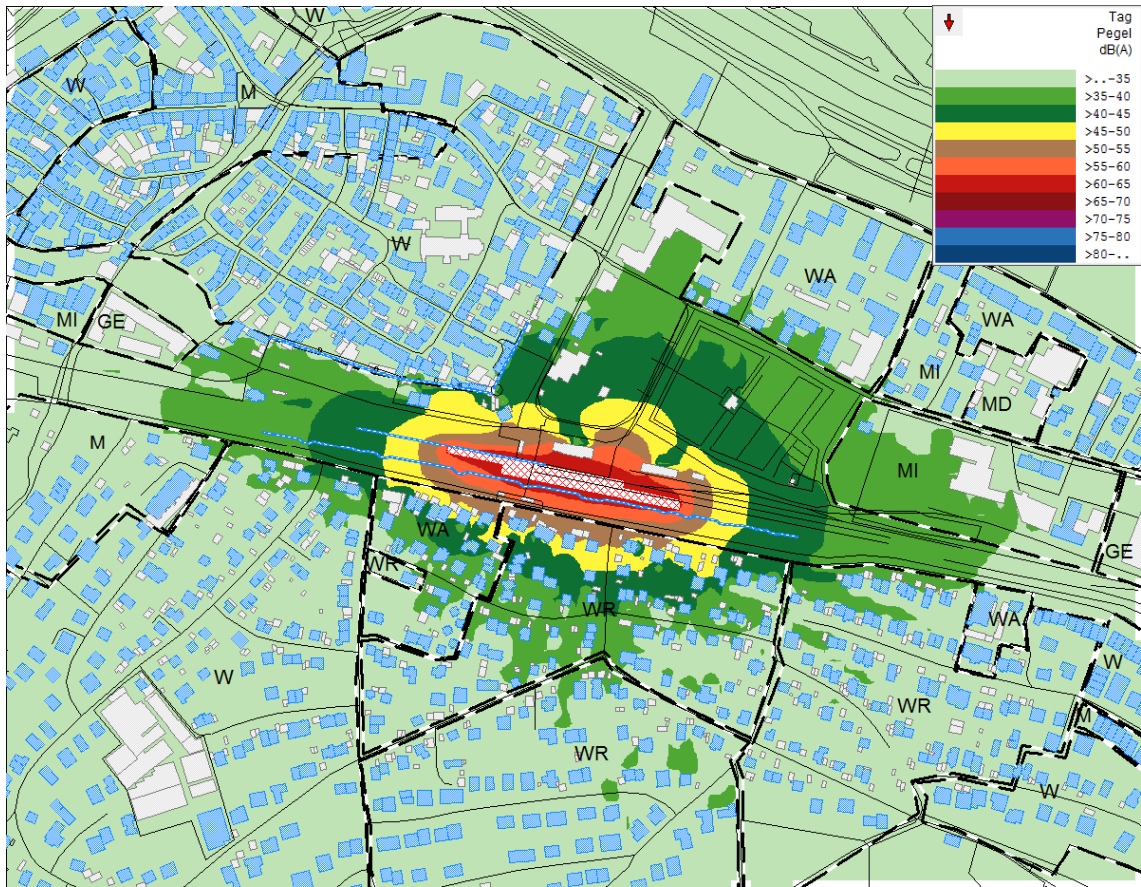 Tag
Pegel
dB(A)
>..-35
>35-40
>40-45
>45-50
>50-55
>55-60
>60-65
>65-70
>70-75
>75-80
>80-..
W
W
M
W
WA
MI
GE
WA
MI
MD
M
MI
WA
GE
WR
WR
WA
W
W
WR
M
WR
W